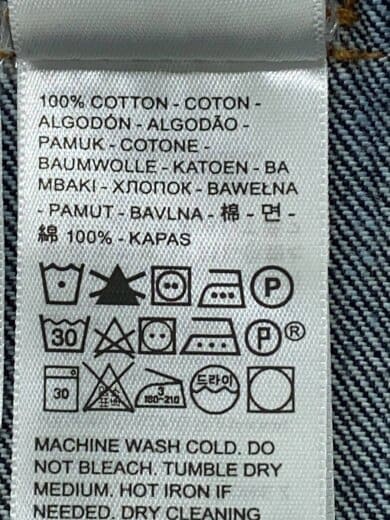 100% COTTON - COTON -
ALGODÓN - ALGODÃO -
PAMUK - COTONE -
BAUMWOLLE - KATOEN - BA
MBAKI - ХЛОПОК - BAWEŁNA
- PAMUT - BAVLNA - 棉 - 면 -
綿 100% - KAPAS
P
30 P ®
30 3 180-210 드라이
MACHINE WASH COLD. DO
NOT BLEACH. TUMBLE DRY
MEDIUM. HOT IRON IF
NEEDED. DRY CLEANING